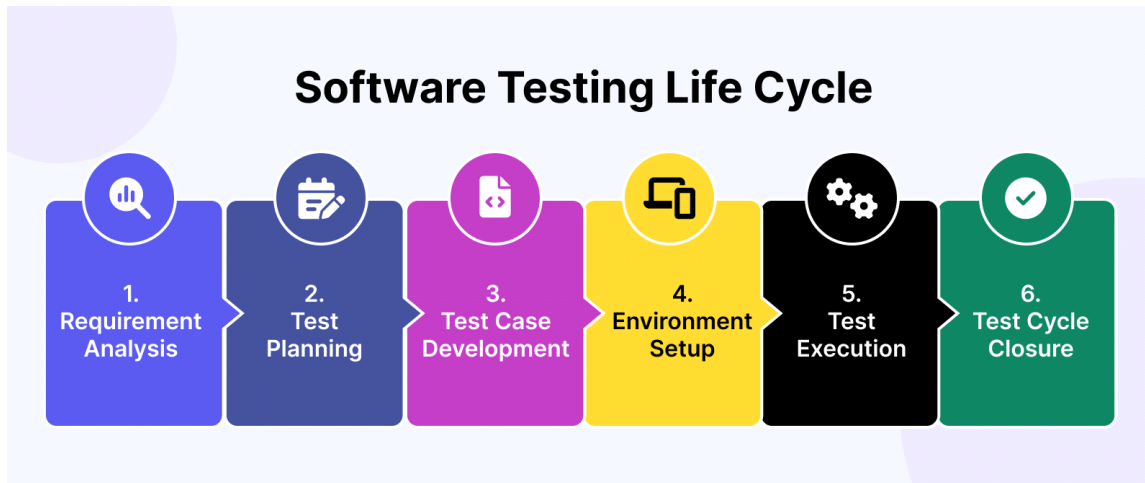 Software Testing Life Cycle
1.
Requirement
Analysis
2.
Test
Planning
3.
Test Case
Development
4.
Environment
Setup
5.
Test
Execution
6.
Test Cycle
Closure